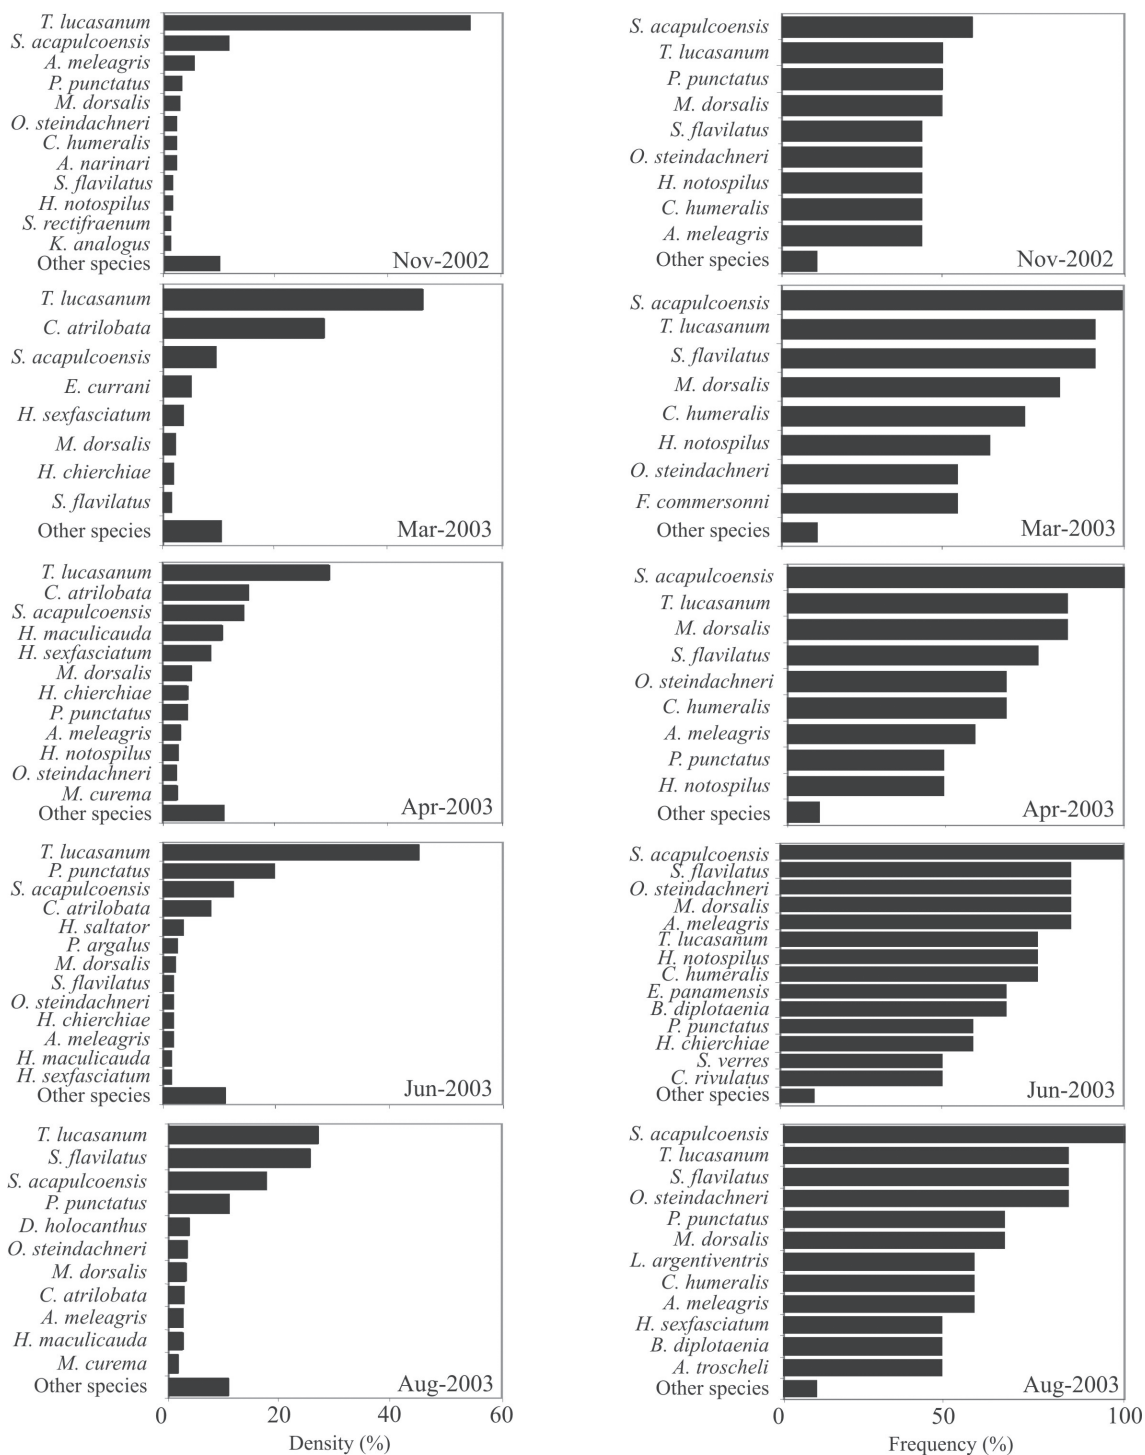 T. lucasanum
S. acapulcoensis
A. meleagris
P. punctatus
M. dorsalis
O. steindachneri
C. humeralis
A. narinari
S. flavilatus
H. notospilus
S. rectifraenum
K. analogus
Other species
Nov-2002
S. acapulcoensis
T. lucasanum
P. punctatus
M. dorsalis
S. flavilatus
O. steindachneri
H. notospilus
C. humeralis
A. meleagris
Other species
Nov-2002
T. lucasanum
C. atrilobata
S. acapulcoensis
E. currani
H. sexfasciatum
M. dorsalis
H. chierchiae
S. flavilatus
Other species
Mar-2003
S. acapulcoensis
T. lucasanum
S. flavilatus
M. dorsalis
C. humeralis
H. notospilus
O. steindachneri
F. commersonni
Other species
Mar-2003
T. lucasanum
C. atrilobata
S. acapulcoensis
H. maculicauda
H. sexfasciatum
M. dorsalis
H. chierchiae
P. punctatus
A. meleagris
H. notospilus
O. steindachneri
M. curema
Other species
Apr-2003
S. acapulcoensis
T. lucasanum
M. dorsalis
S. flavilatus
O. steindachneri
C. humeralis
A. meleagris
P. punctatus
H. notospilus
Other species
Apr-2003
T. lucasanum
P. punctatus
S. acapulcoensis
C. atrilobata
H. saltator
P. argalus
M. dorsalis
S. flavilatus
O. steindachneri
H. chierchiae
A. meleagris
H. maculicauda
H. sexfasciatum
Other species
Jun-2003
S. acapulcoensis
S. flavilatus
O. steindachneri
M. dorsalis
A. meleagris
T. lucasanum
H. notospilus
C. humeralis
E. panamensis
B. diplotaenia
P. punctatus
H. chierchiae
S. verres
C. rivulatus
Other species
Jun-2003
T. lucasanum
S. flavilatus
S. acapulcoensis
P. punctatus
D. holocanthus
O. steindachneri
M. dorsalis
C. atrilobata
A. meleagris
H. maculicauda
M. curema
Other species
Aug-2003
0 20 40 60
Density (%)
S. acapulcoensis
T. lucasanum
S. flavilatus
O. steindachneri
P. punctatus
M. dorsalis
L. argentiventris
C. humeralis
A. meleagris
H. sexfasciatum
B. diplotaenia
A. troscheli
Other species
Aug-2003
0 50 100
Frequency (%)